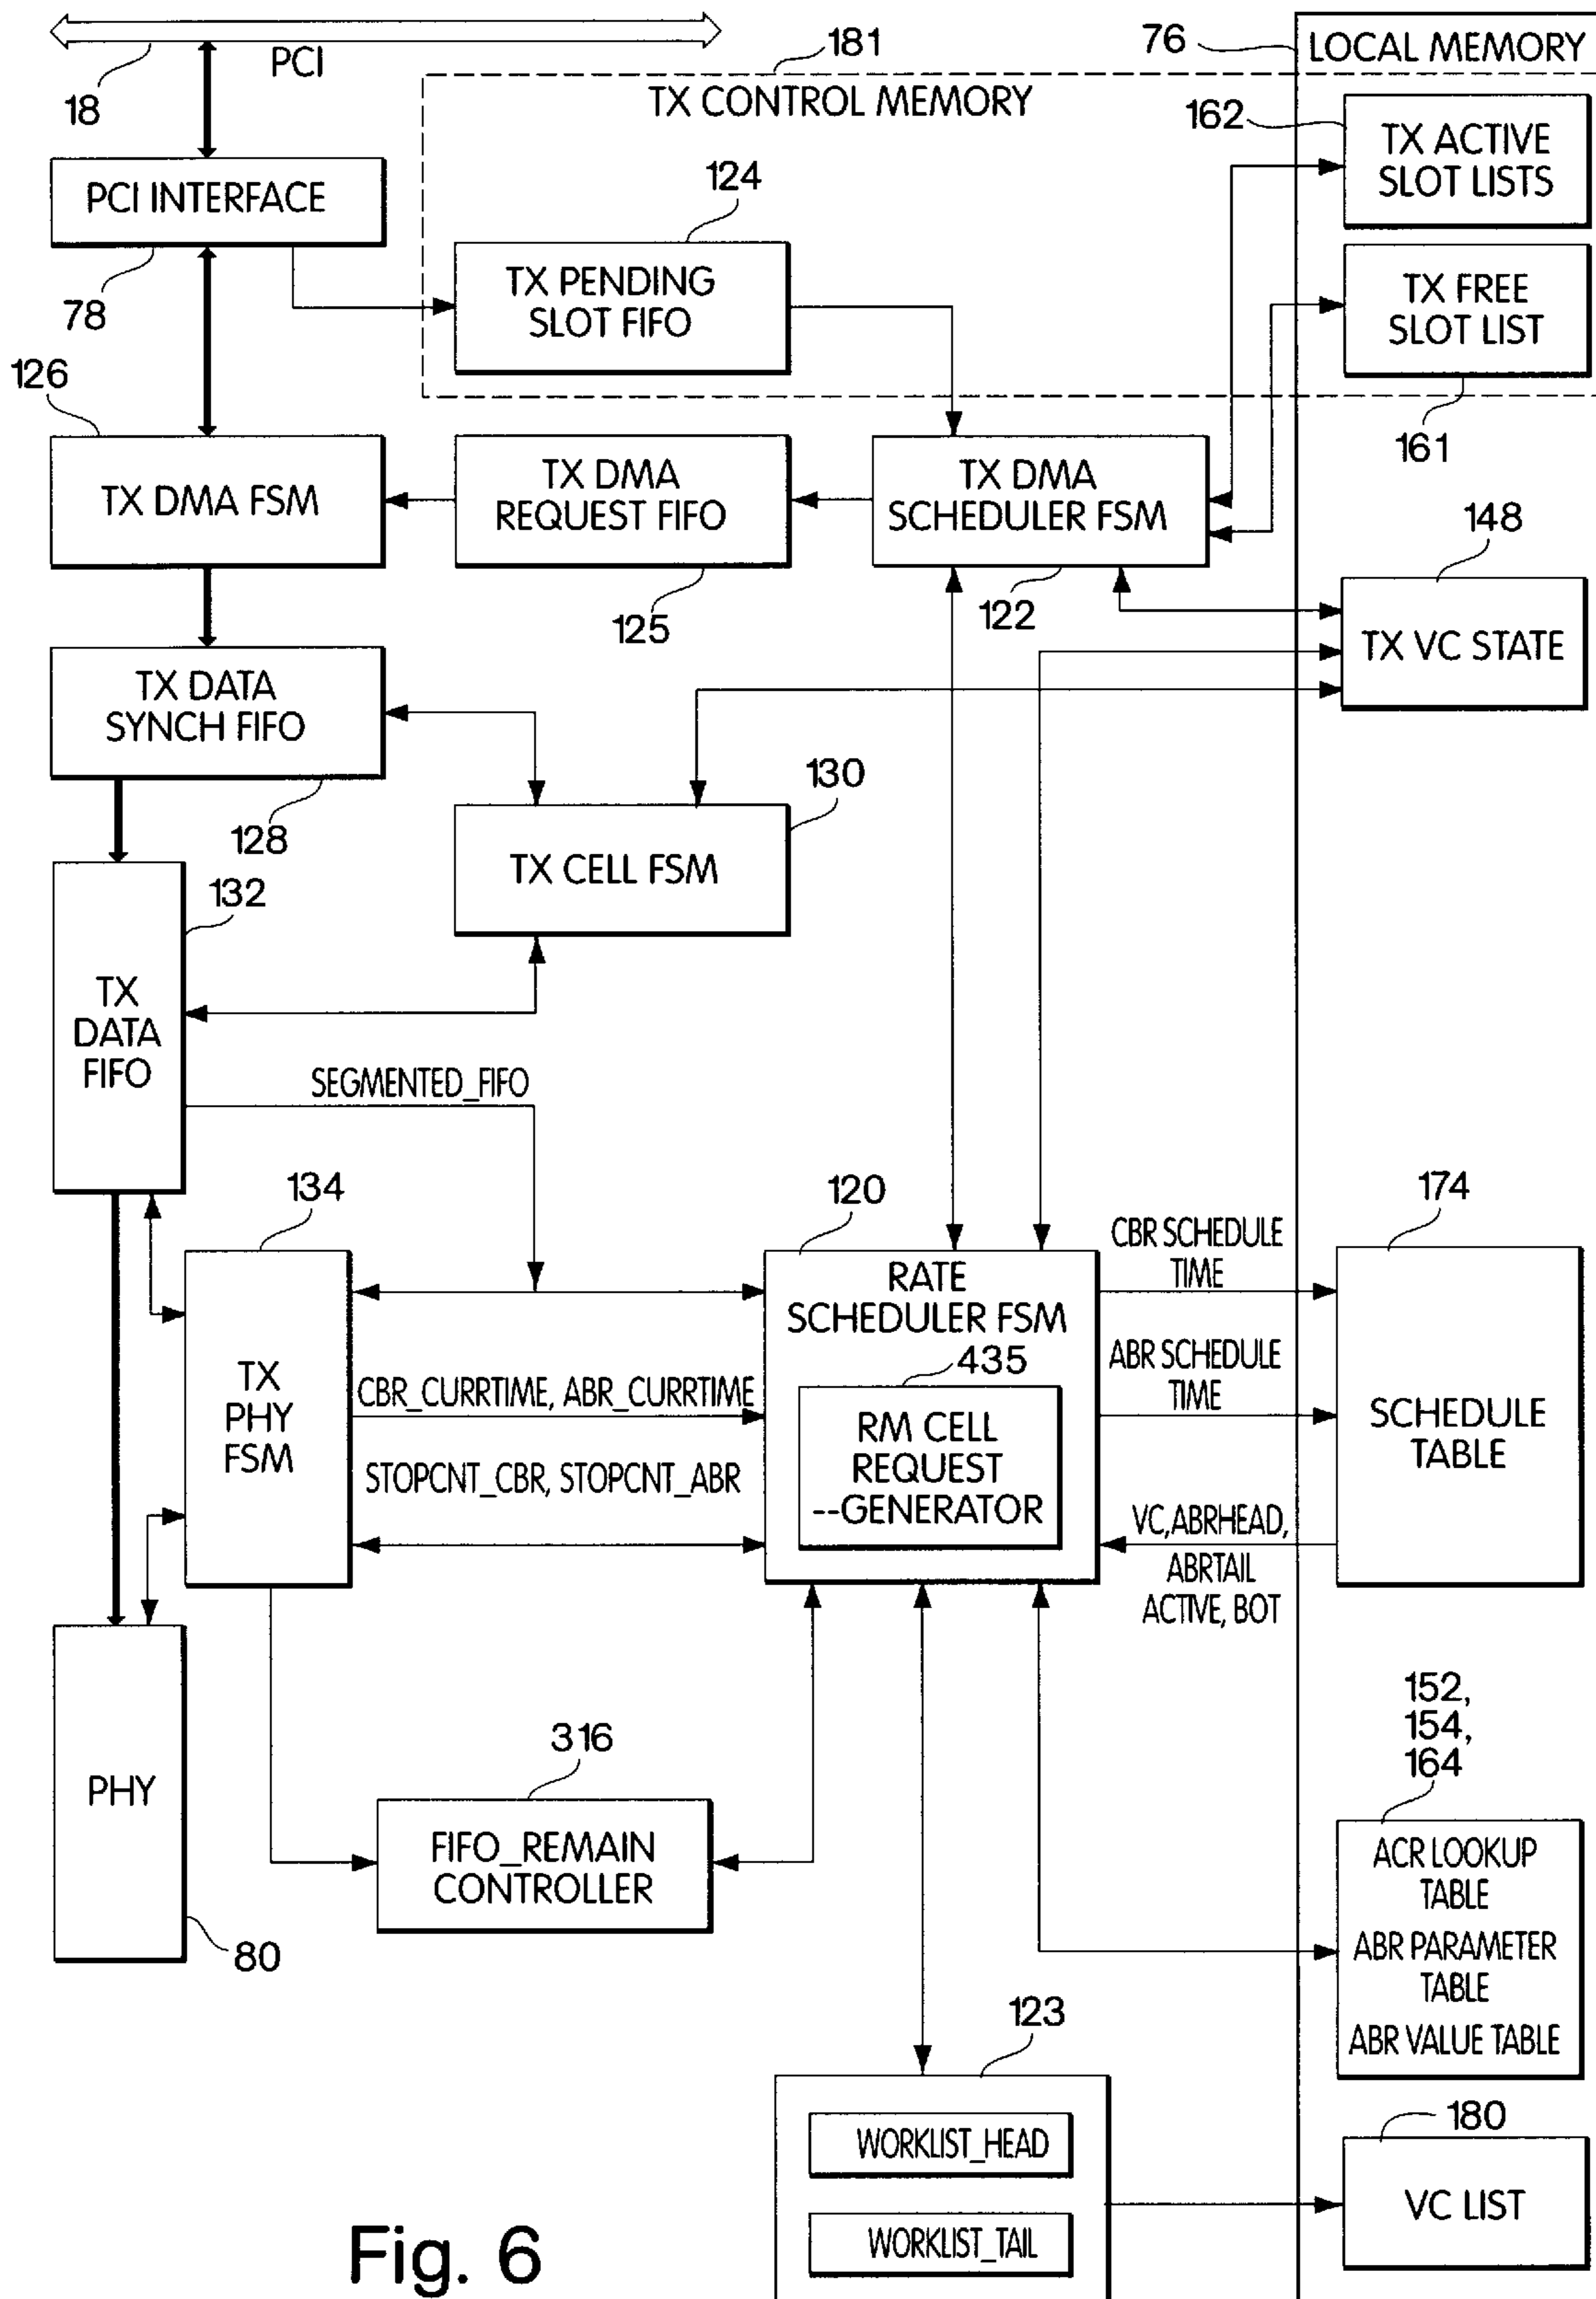 181
76
LOCAL MEMORY
PCI
18
TX CONTROL MEMORY
162
TX ACTIVE
SLOT LISTS
PCI INTERFACE
124
78
TX PENDING
SLOT FIFO
TX FREE
SLOT LIST
126
161
TX DMA FSM
TX DMA
REQUEST FIFO
TX DMA
SCHEDULER FSM
148
125
122
TX VC STATE
TX DATA
SYNCH FIFO
130
128
TX CELL FSM
132
TX
DATA
FIFO
SEGMENTED_FIFO
134
120
174
CBR SCHEDULE
TIME
RATE
SCHEDULER FSM
ABR SCHEDULE
TIME
435
TX
PHY
FSM
CBR_CURRTIME, ABR_CURRTIME
RM CELL
REQUEST
--GENERATOR
SCHEDULE
TABLE
STOPCNT_CBR, STOPCNT_ABR
VC,ABRHEAD,
ABRTAIL
ACTIVE, BOT
152,
154,
164
316
PHY
FIFO_REMAIN
CONTROLLER
80
ACR LOOKUP
TABLE
ABR PARAMETER
TABLE
ABR VALUE TABLE
123
WORKLIST_HEAD
180
VC LIST
WORKLIST_TAIL
Fig. 6